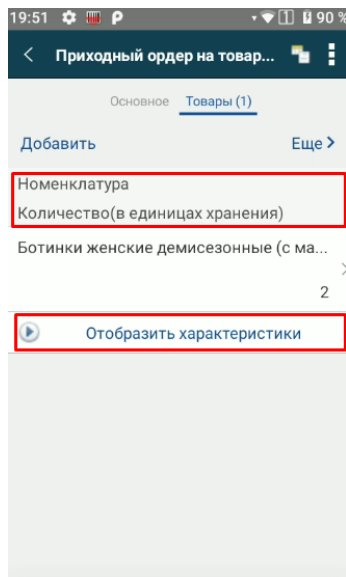 19:51 90 %
Приходный ордер на товар...
Основное Товары (1)
Добавить Еще
Номенклатура
Количество(в единицах хранения)
Ботинки женские демисезонные (с ма...
2
Отобразить характеристики